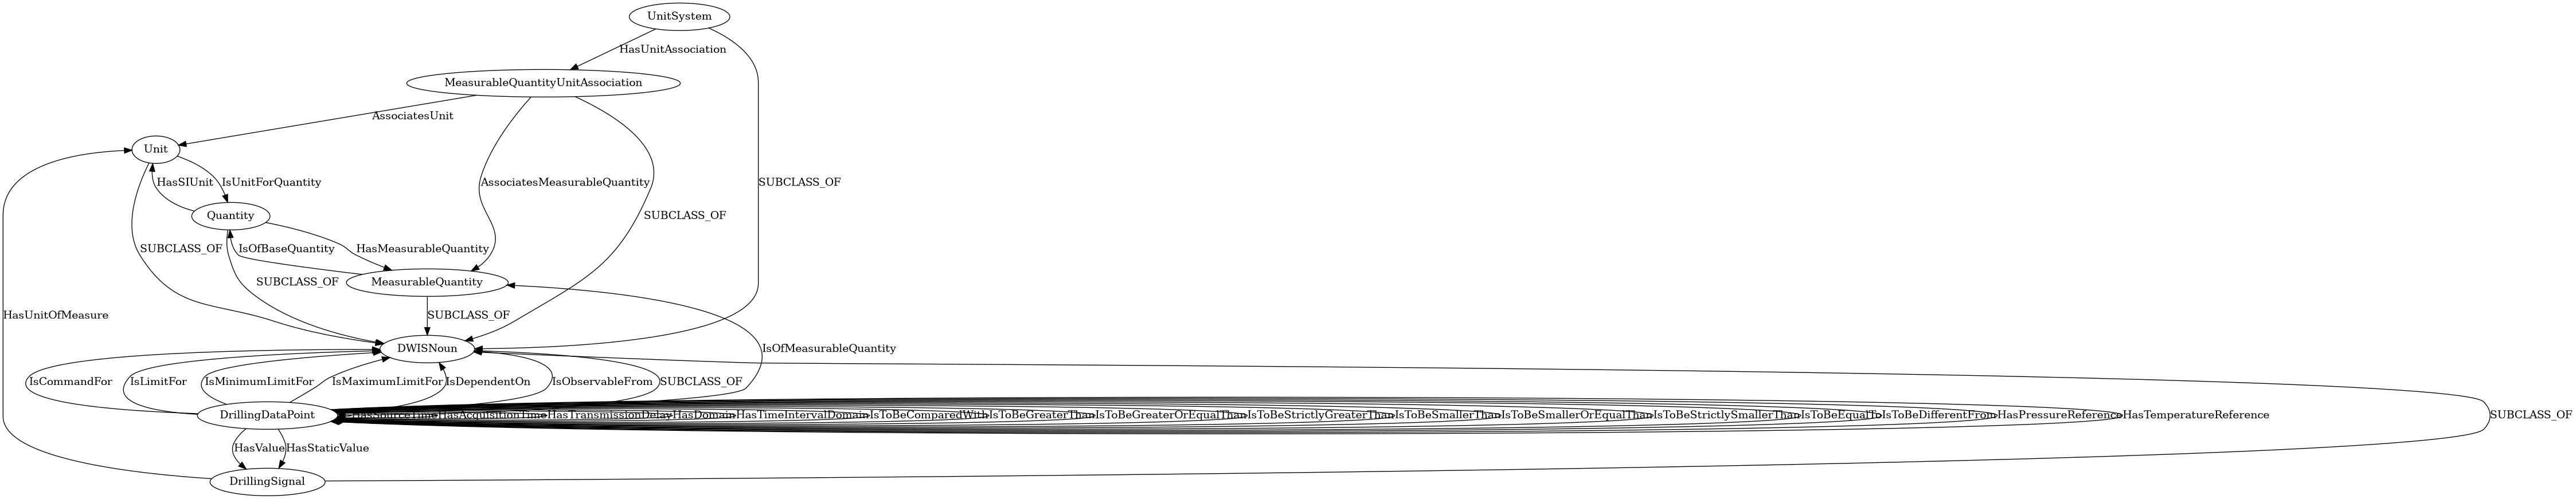 UnitSystem
HasUnitAssociation
MeasurableQuantityUnitAssociation
AssociatesUnit
Unit
HasSIUnit
IsUnitForQuantity
AssociatesMeasurableQuantity
SUBCLASS_OF
Quantity
SUBCLASS_OF
SUBCLASS_OF
IsOfBaseQuantity
HasMeasurableQuantity
SUBCLASS_OF
MeasurableQuantity
HasUnitOfMeasure
SUBCLASS_OF
DWISNoun
IsOfMeasurableQuantity
IsCommandFor
IsLimitFor
IsMinimumLimitFor
IsMaximumLimitFor
IsDependentOn
IsObservableFrom
SUBCLASS_OF
DrillingDataPoint
HasSourceTime
HasAcquisitionTime
HasTransmissionDelay
HasDomain
HasTimeIntervalDomain
IsToBeComparedWith
IsToBeGreaterThan
IsToBeGreaterOrEqualThan
IsToBeStrictlyGreaterThan
IsToBeSmallerThan
IsToBeSmallerOrEqualThan
IsToBeStrictlySmallerThan
IsToBeEqualTo
IsToBeDifferentFrom
HasPressureReference
HasTemperatureReference
SUBCLASS_OF
HasValue
HasStaticValue
DrillingSignal